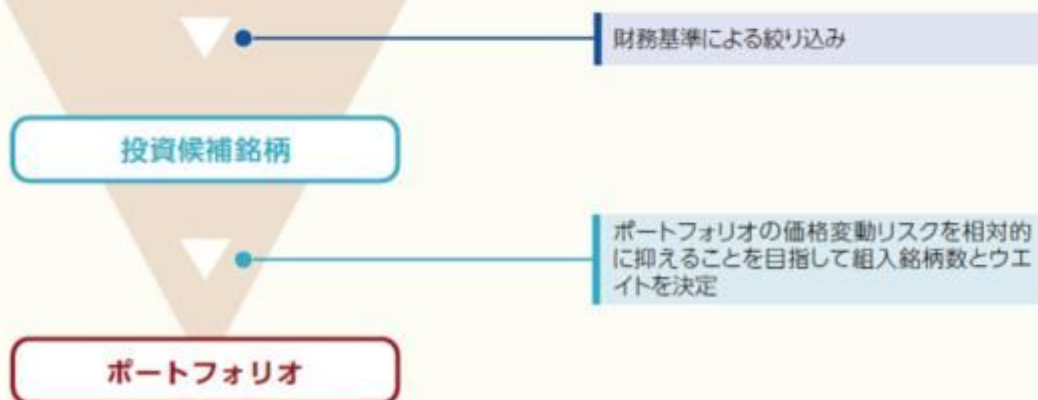 財務基準による絞り込み
投資候補銘柄
ポートフォリオの価格変動リスクを相対的
に抑えることを目指して組入銘柄数とウエ
イトを決定
ポートフォリオ